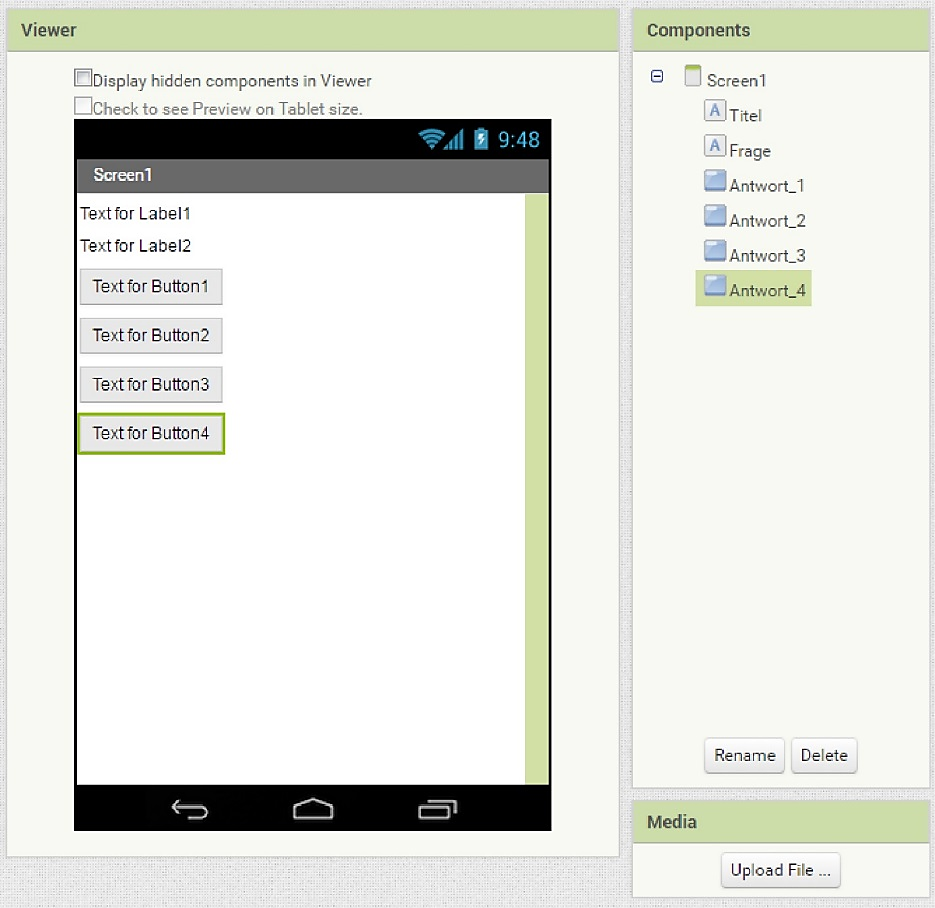 Viewer
Display hidden components in Viewer
Check to see Preview on Tablet size.
9:48
Screen1
Text for Label1
Text for Label2
Text for Button1
Text for Button2
Text for Button3
Text for Button4
Components
Screen1
A Titel
A Frage
Antwort_1
Antwort_2
Antwort_3
Antwort_4
Rename Delete
Media
Upload File ...